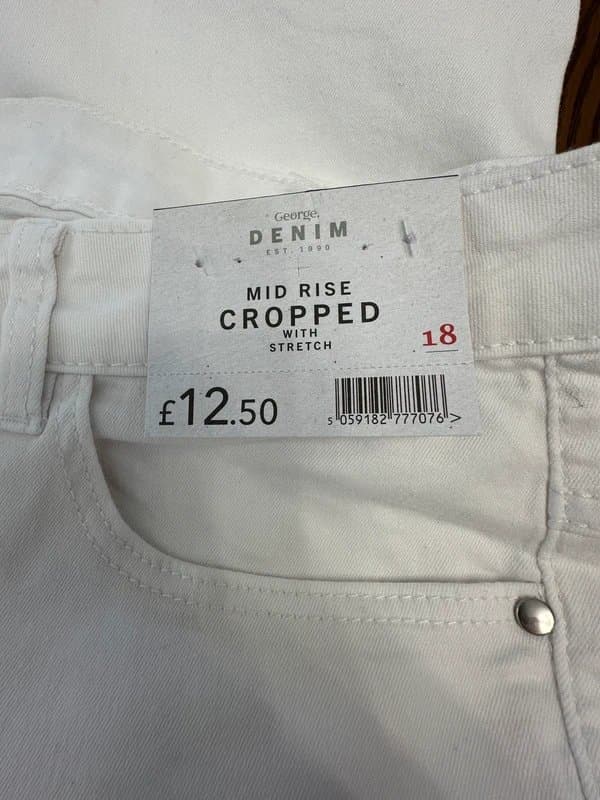 George.
DENIM
EST. 1990
MID RISE
CROPPED
WITH
STRETCH
18
£12.50
5 059182 777076 >